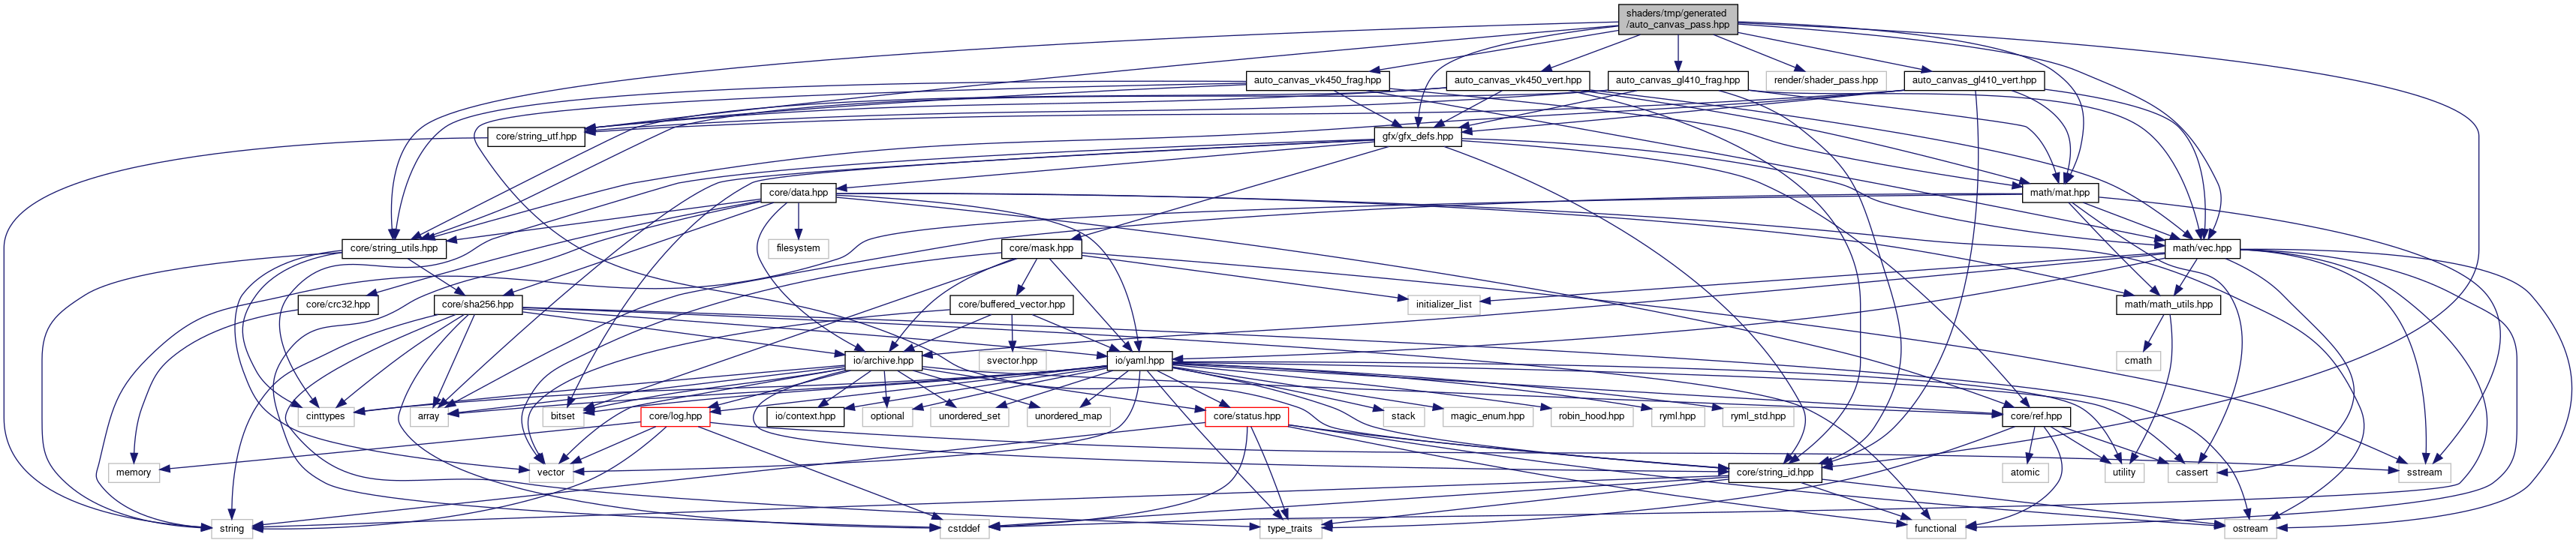 shaders/tmp/generated
/auto_canvas_pass.hpp
auto_canvas_vk450_frag.hpp
auto_canvas_vk450_vert.hpp
auto_canvas_gl410_frag.hpp
render/shader_pass.hpp
auto_canvas_gl410_vert.hpp
core/string_utf.hpp
gfx/gfx_defs.hpp
core/data.hpp
math/mat.hpp
core/string_utils.hpp
filesystem
core/mask.hpp
math/vec.hpp
core/crc32.hpp
core/sha256.hpp
core/buffered_vector.hpp
initializer_list
math/math_utils.hpp
io/archive.hpp
svector.hpp
io/yaml.hpp
cmath
cinttypes
array
bitset
core/log.hpp
io/context.hpp
optional
unordered_set
unordered_map
core/status.hpp
stack
magic_enum.hpp
robin_hood.hpp
ryml.hpp
ryml_std.hpp
core/ref.hpp
memory
vector
core/string_id.hpp
atomic
utility
cassert
sstream
string
cstddef
type_traits
functional
ostream